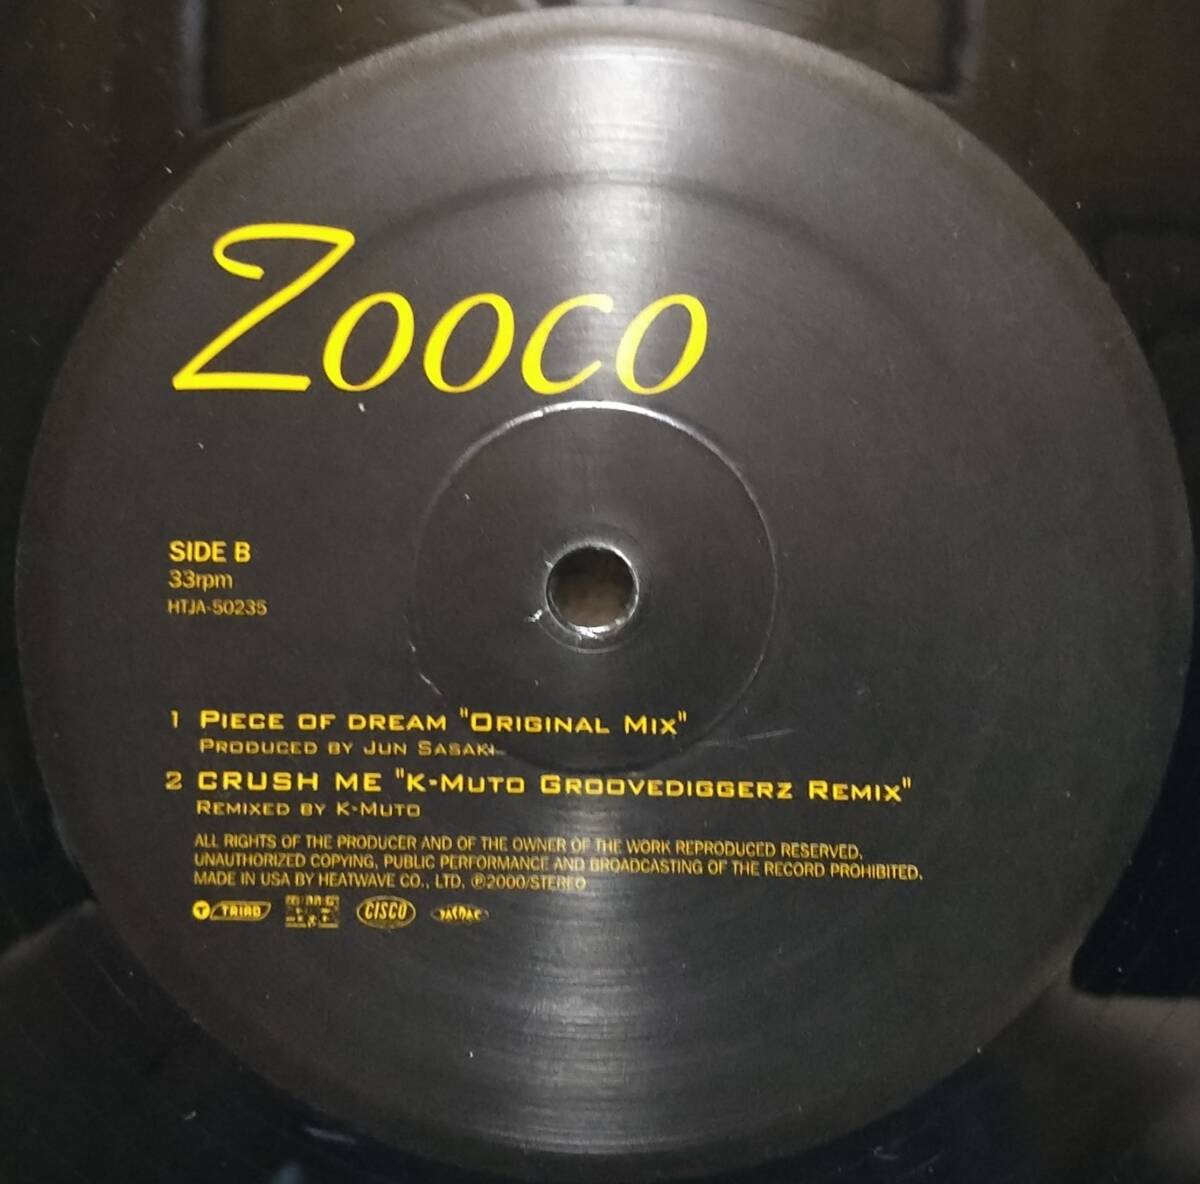 Zooco
SIDE B
33rpm
HTJA-50235
1 PIECE OF DREAM "ORIGINAL MIX"
PRODUCED BY JUN SASAKI
2 CRUSH ME "K-MUTO GROOVEDIGGERZ REMIX"
REMIXED BY K-MUTO
ALL RIGHTS OF THE PRODUCER AND OF THE OWNER OF THE WORK REPRODUCED RESERVED.
UNAUTHORIZED COPYING, PUBLIC PERFORMANCE AND BROADCASTING OF THE RECORD PROHIBITED.
MADE IN USA BY HEATWAVE CO., LTD. ℗2000/STEREO
T TRIAD CISCO JASRAC